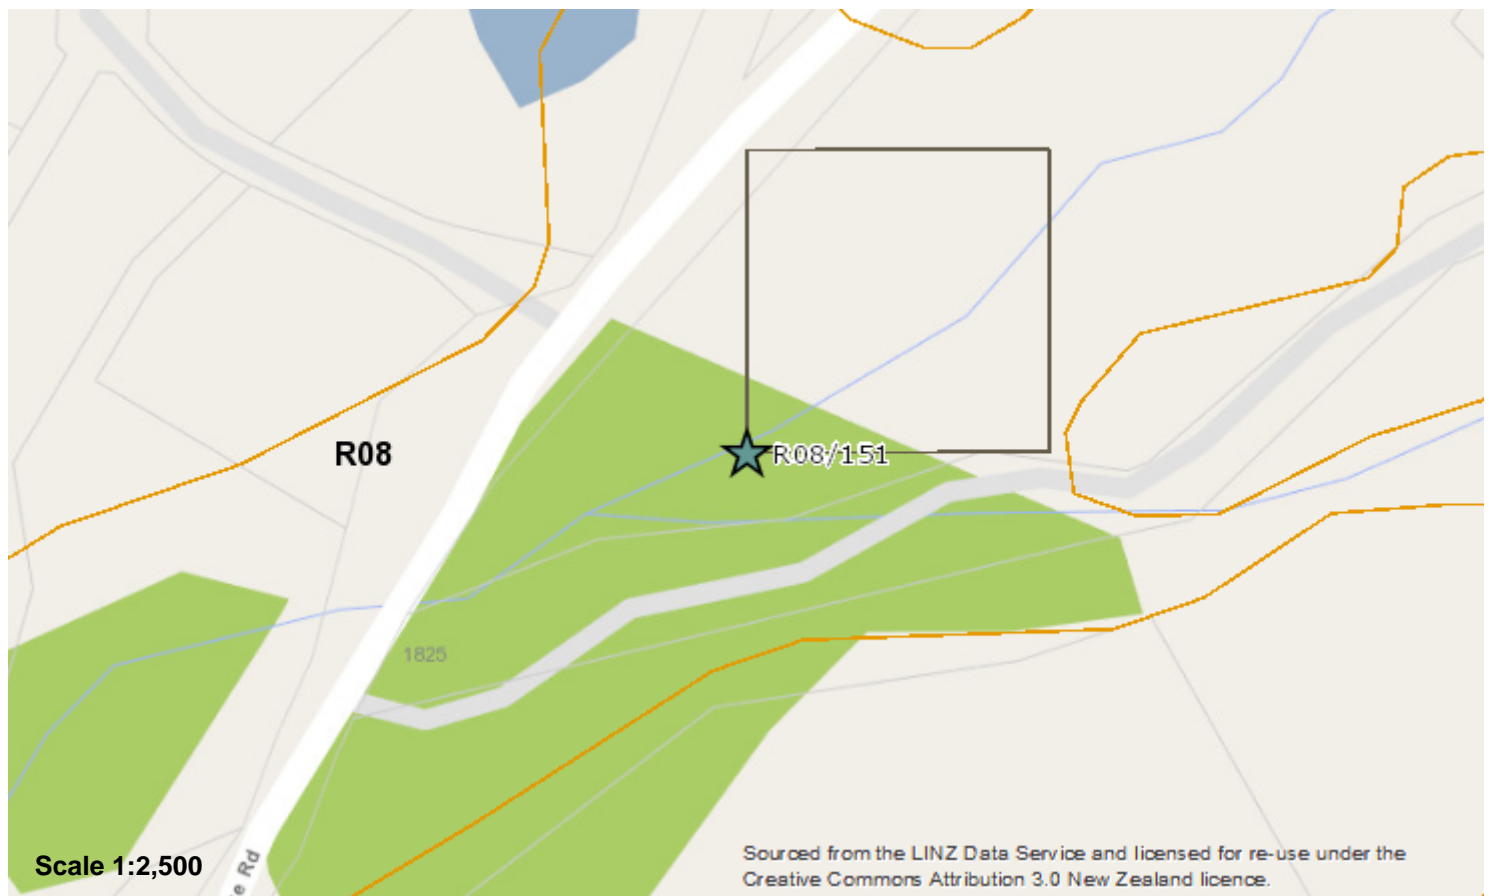 R08
R08/151
1825
Scale 1:2,500
e Rd
Sourced from the LINZ Data Service and licensed for re-use under the
Creative Commons Attribution 3.0 New Zealand licence.